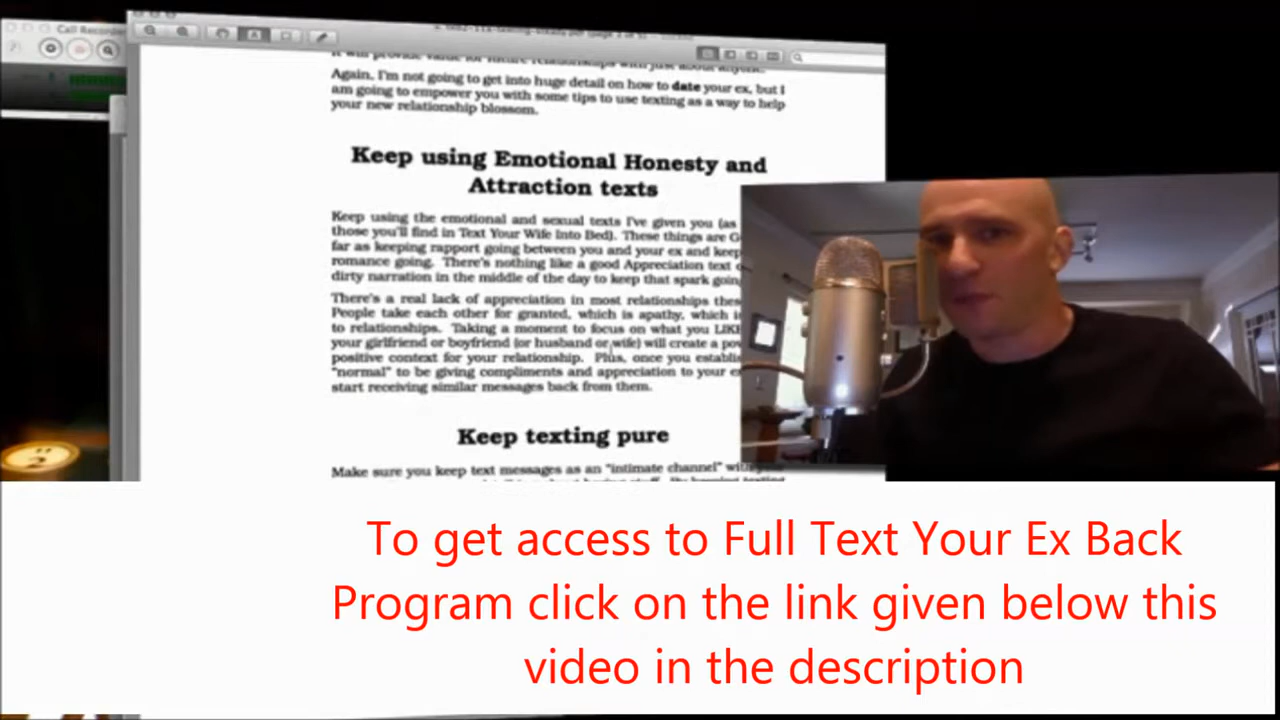 Call Recorder
Again, I'm not going to get into huge detail on how to date your ex, but I
am going to empower you with some tips to use texting as a way to help
your new relationship blossom.
Keep using Emotional Honesty and
Attraction texts
Keep using the emotional and sexual texts I've given you (as
those you'll find in Text Your Wife Into Bed). These things are
far as keeping rapport going between you and your ex and keep
romance going. There's nothing like a good Appreciation text
dirty narration in the middle of the day to keep that spark
There's a real lack of appreciation in most relationships
People take each other for granted, which is apathy, which
to relationships. Taking a moment to focus on what you LIKE
your girlfriend or boyfriend (or husband or wife) will create a
positive context for your relationship. Plus, once you
"normal" to be giving compliments and appreciation to your
start receiving similar messages back from them.
Keep texting pure
Make sure you keep text messages as an "intimate channel"
2
To get access to Full Text Your Ex Back
Program click on the link given below this
video in the description